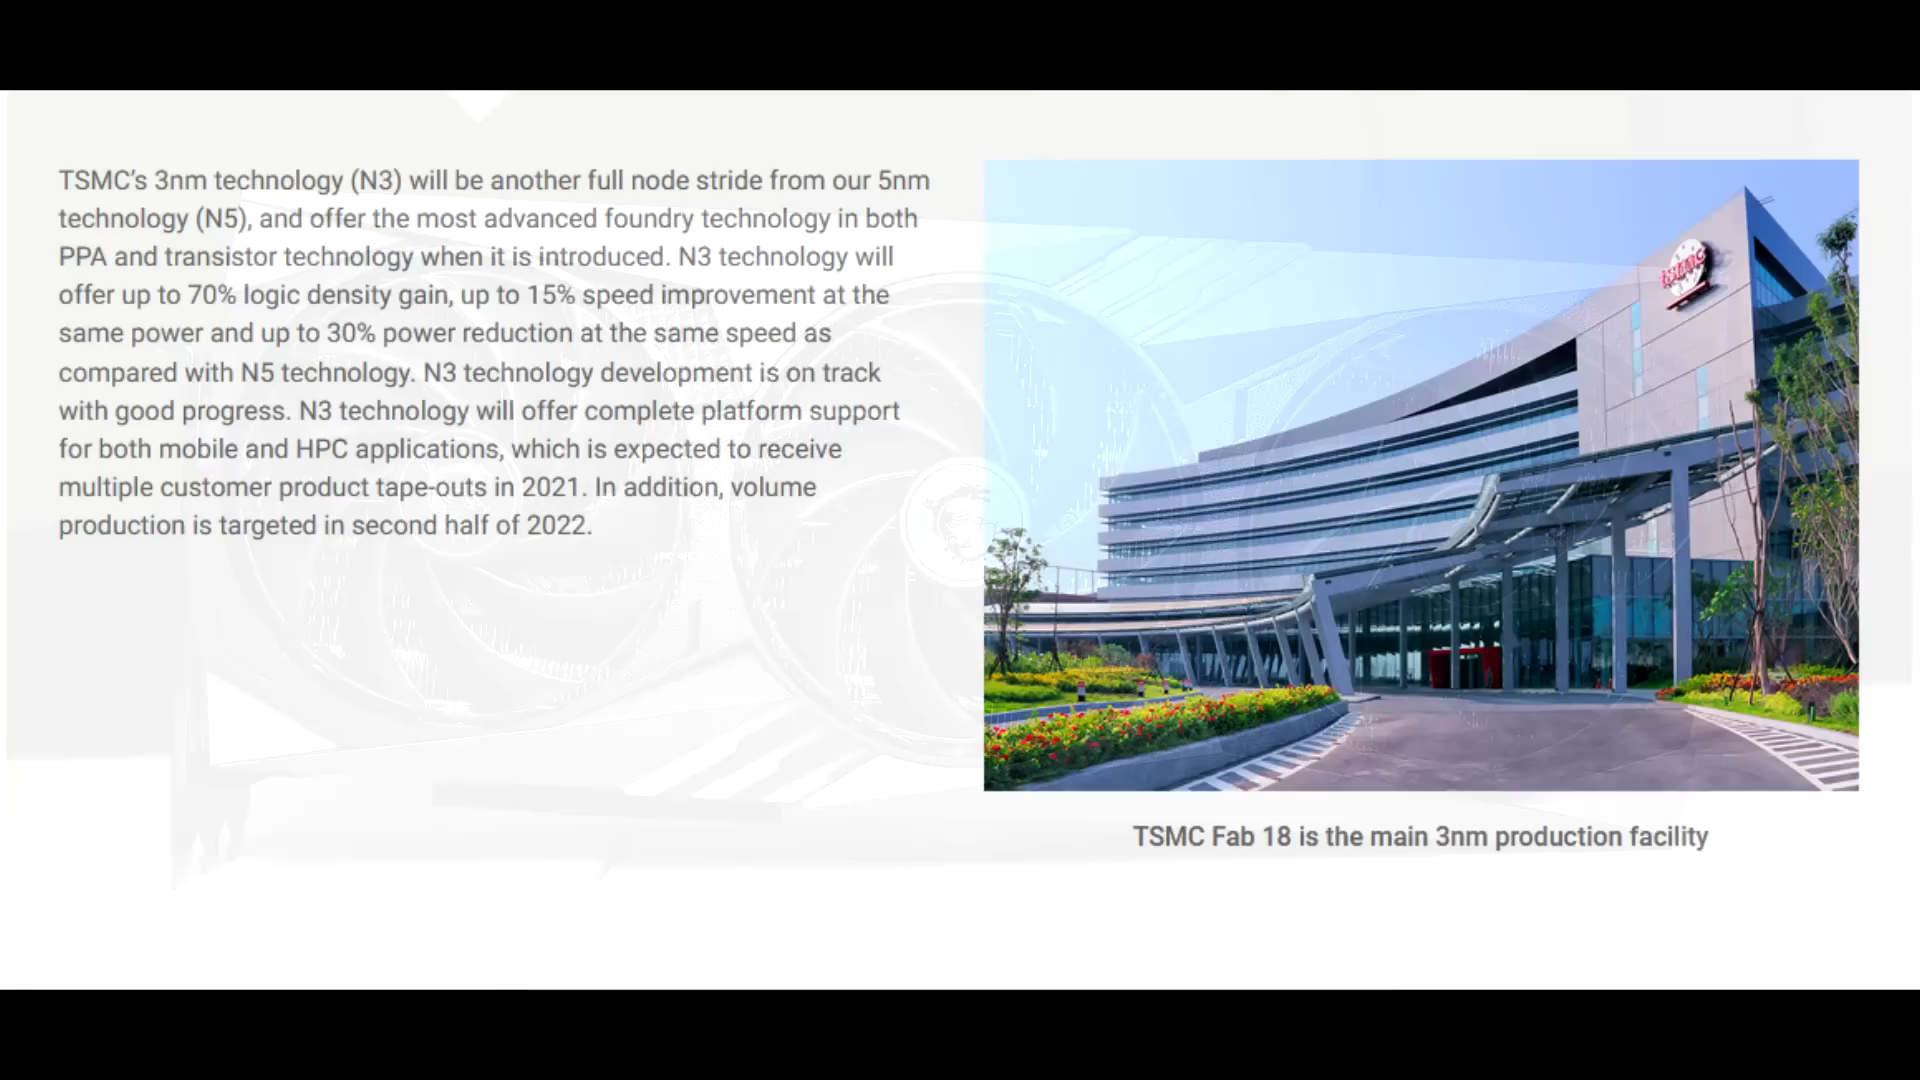 TSMC's 3nm technology (N3) will be another full node stride from our 5nm
technology (N5), and offer the most advanced foundry technology in both
PPA and transistor technology when it is introduced. N3 technology will
offer up to 70% logic density gain, up to 15% speed improvement at the
same power and up to 30% power reduction at the same speed as
compared with N5 technology. N3 technology development is on track
with good progress. N3 technology will offer complete platform support
for both mobile and HPC applications, which is expected to receive
multiple customer product tape-outs in 2021. In addition, volume
production is targeted in second half of 2022.
TSMC
TSMC Fab 18 is the main 3nm production facility